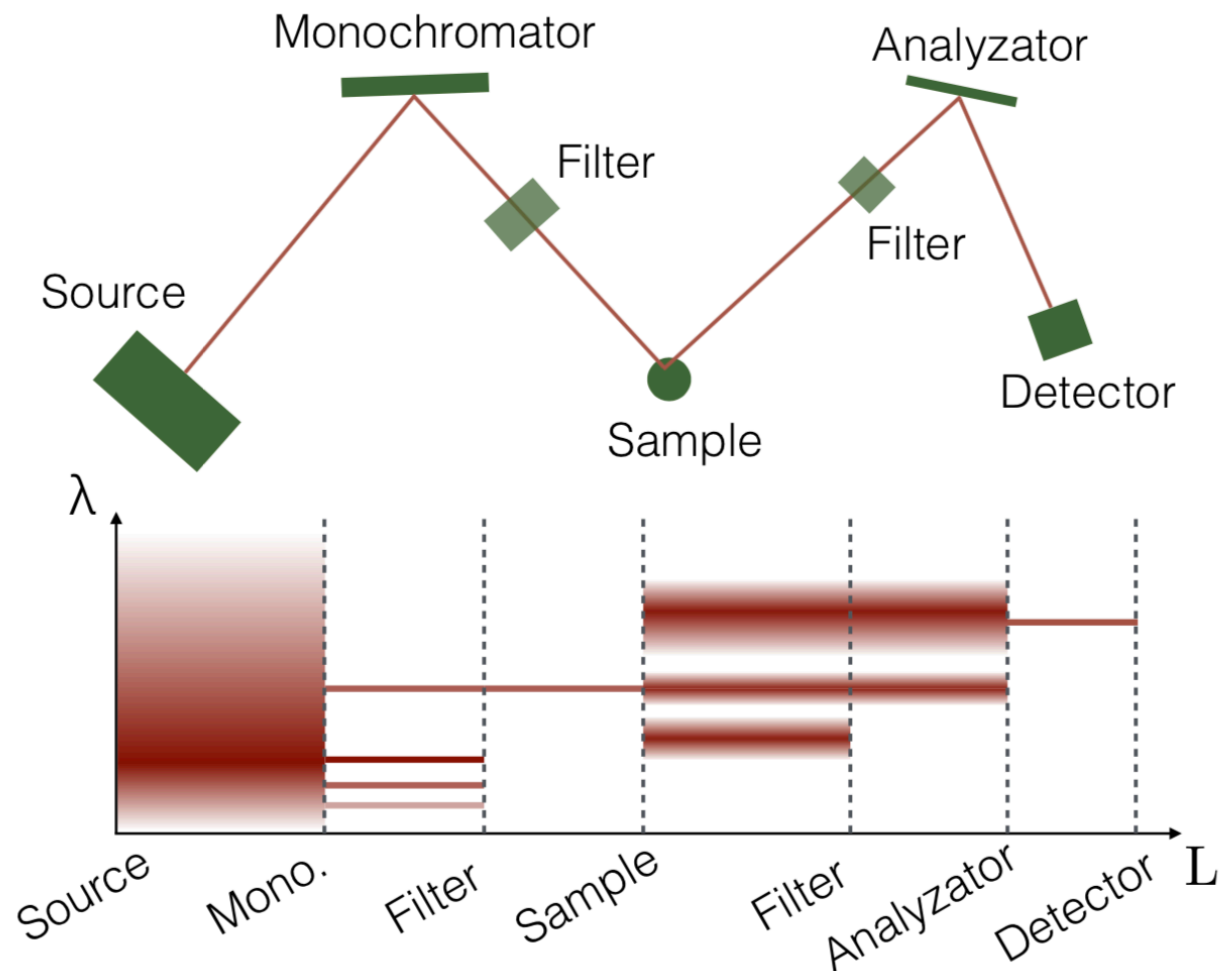 Monochromator
Analyzator
Filter
Filter
Source
Detector
Sample
λ
L
Source
Mono.
Filter
Sample
Filter
Analyzator
Detector